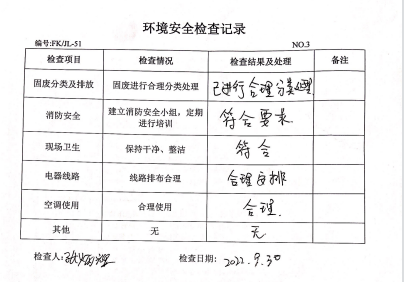 环境安全检查记录
编号:FK/JL-51 NO.3
检查项目 检查情况 检查结果及处理 备注
固废分类及排放 固废进行合理分类处理 已进行合理分类处理
消防安全 建立消防安全小组，定期进行培训 符合要求
现场卫生 保持干净、整洁 符合
电器线路 线路排布合理 合理安排
空调使用 合理使用 合理.
其他 无 无
检查人: 检查日期: 2022.9.30